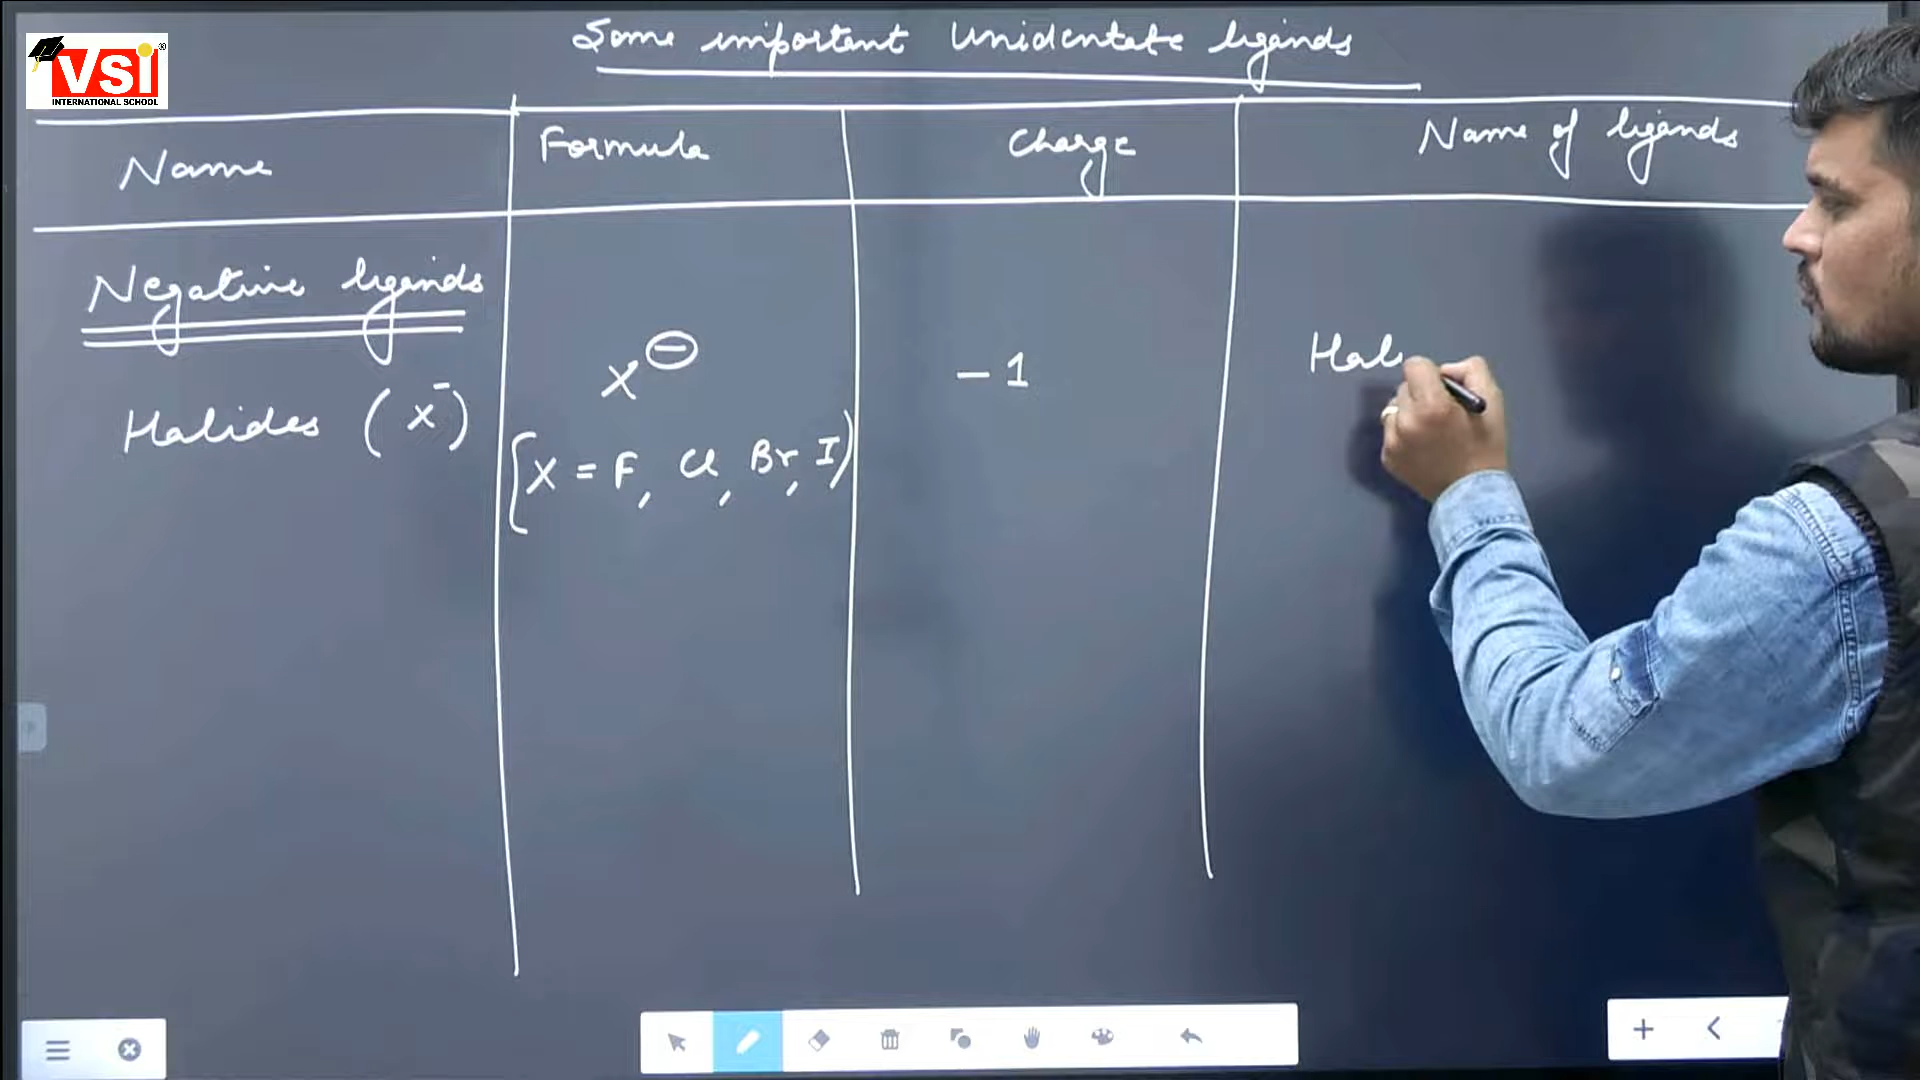 VSI
INTERNATIONAL SCHOOL
Some important Unidentate ligands
Name Formula Charge Name of ligands
Negative ligands
Halides (X⁻) X⊖ -1 Hali
[X = F, Cl, Br, I)